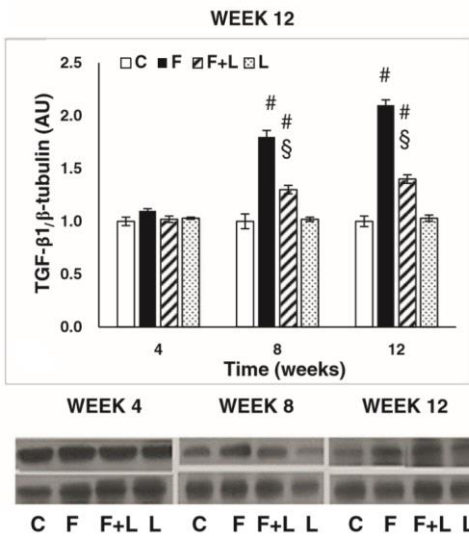 WEEK 12
C F F+L L
TGF-β1/β-tubulin (AU)
2.5
2.0
1.5
1.0
0.5
0.0
#
#
§
#
#
§
4 8 12
Time (weeks)
WEEK 4 WEEK 8 WEEK 12
C F F+L L C F F+L L C F F+L L